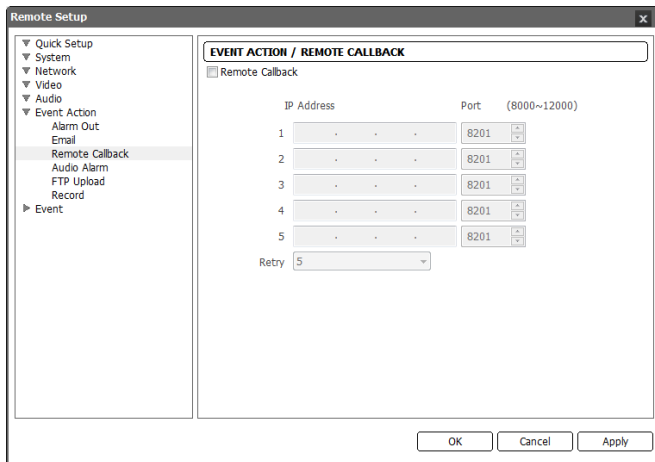 Remote Setup
x
Quick Setup
System
Network
Video
Audio
Event Action
Alarm Out
Email
Remote Callback
Audio Alarm
FTP Upload
Record
Event
EVENT ACTION / REMOTE CALLBACK
Remote Callback
IP Address Port (8000~12000)
1 . . . 8201
2 . . . 8201
3 . . . 8201
4 . . . 8201
5 . . . 8201
Retry 5
OK Cancel Apply